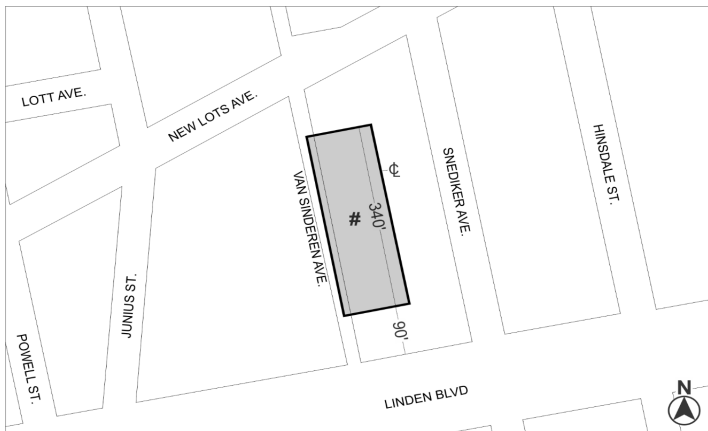 LOTT AVE.
NEW LOTS AVE.
HINSDALE ST.
SNEDIKER AVE.
℄
VAN SINDEREN AVE.
340'
#
JUNIUS ST.
90'
POWELL ST.
LINDEN BLVD
N